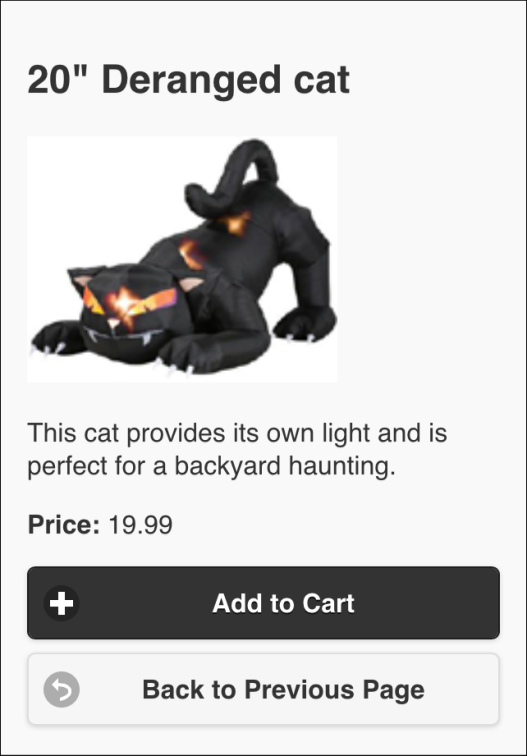 20" Deranged cat
This cat provides its own light and is
perfect for a backyard haunting.
Price: 19.99
Add to Cart
Back to Previous Page